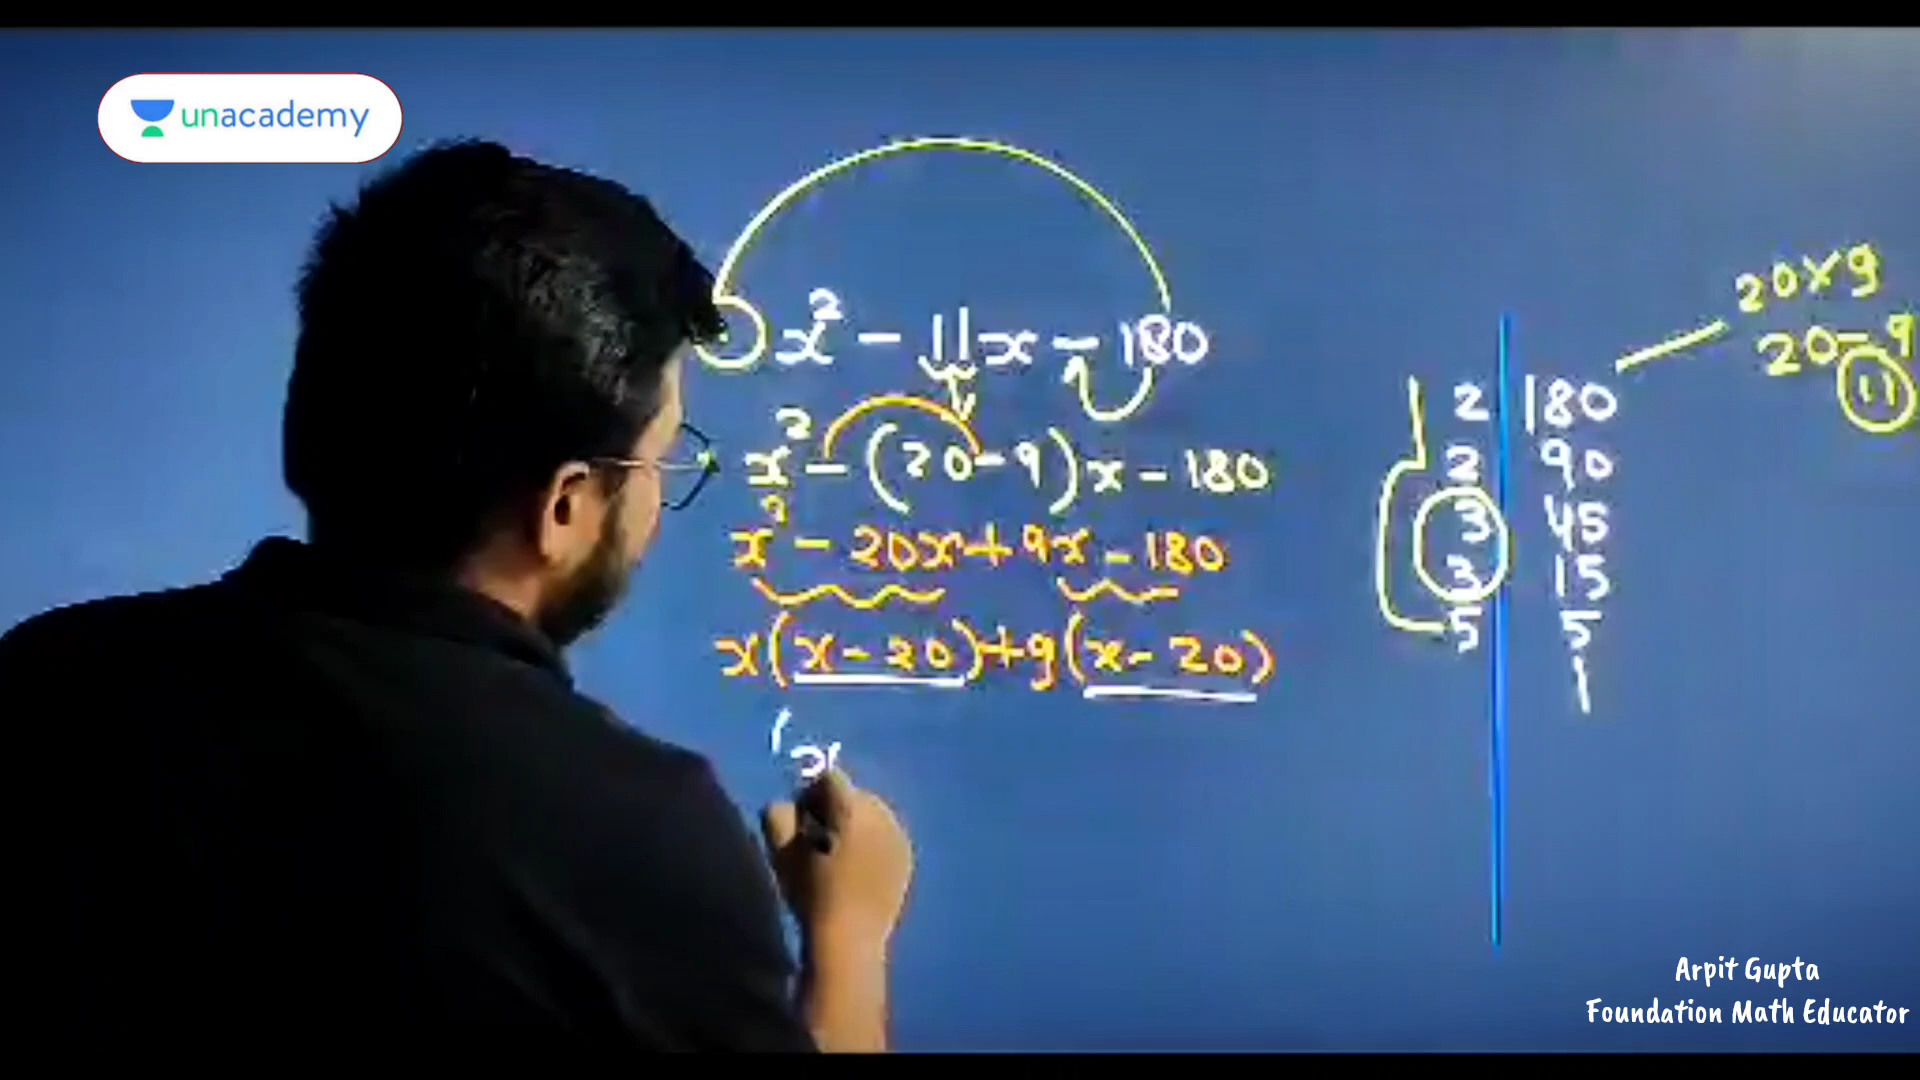 unacademy
x² - 11x - 180
x² - (20 - 9)x - 180
x² - 20x + 9x - 180
x(x - 20) + 9(x - 20)
(x
20×9
20-9
11
2 180
2 90
3 45
3 15
5 5
1
Arpit Gupta
Foundation Math Educator